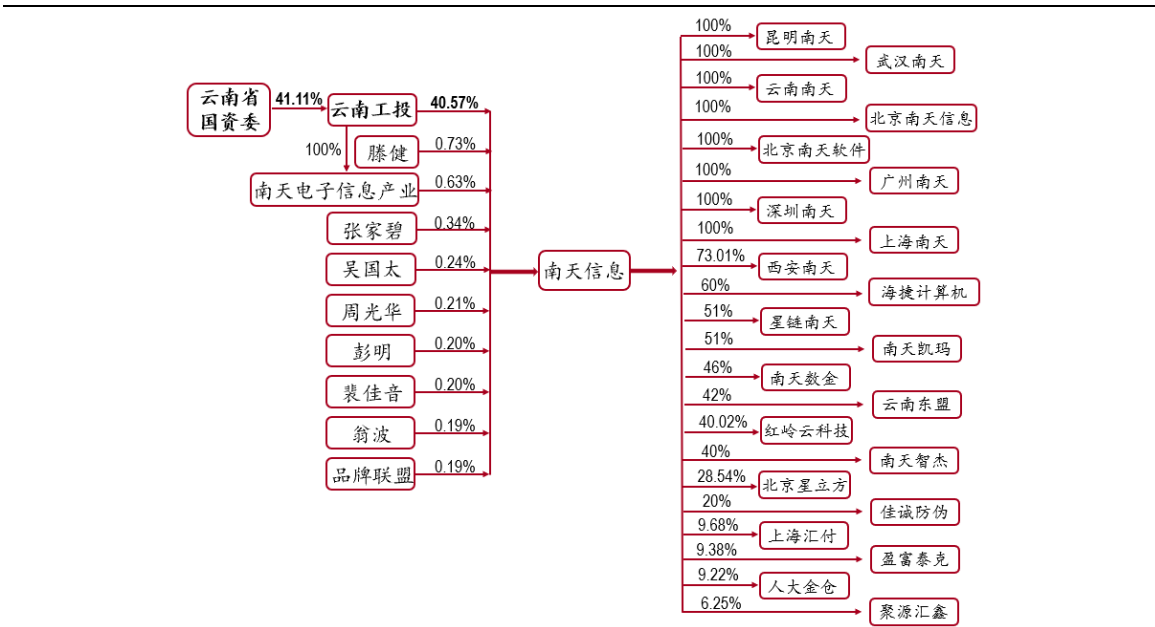 云南省
国资委
41.11%
云南工投
40.57%
100%
滕健
0.73%
南天电子信息产业
0.63%
张家碧
0.34%
吴国太
0.24%
周光华
0.21%
彭明
0.20%
裴佳音
0.20%
翁波
0.19%
品牌联盟
0.19%
南天信息
100%
昆明南天
100%
武汉南天
100%
云南南天
100%
北京南天信息
100%
北京南天软件
100%
广州南天
100%
深圳南天
100%
上海南天
73.01%
西安南天
60%
海捷计算机
51%
星链南天
51%
南天凯玛
46%
南天数金
42%
云南东盟
40.02%
红岭云科技
40%
南天智杰
28.54%
北京星立方
20%
佳诚防伪
9.68%
上海汇付
9.38%
盈富泰克
9.22%
人大金仓
6.25%
聚源汇鑫